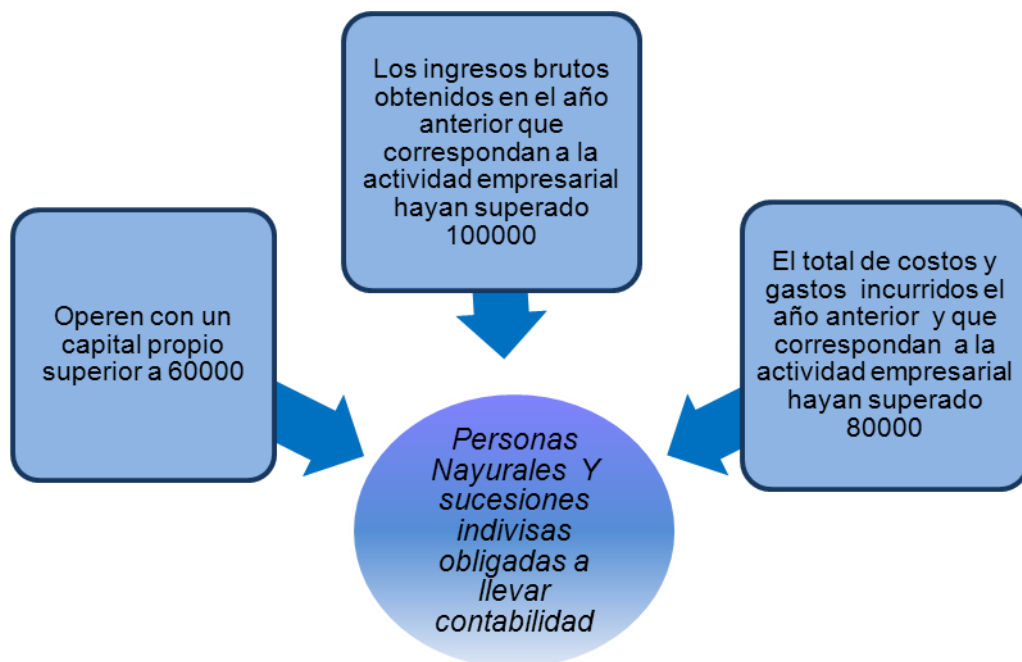 Los ingresos brutos
obtenidos en el año
anterior que
correspondan a la
actividad empresarial
hayan superado
100000
Operen con un
capital propio
superior a 60000
El total de costos y
gastos incurridos el
año anterior y que
correspondan a la
actividad empresarial
hayan superado
80000
Personas
Nayurales Y
sucesiones
indivisas
obligadas a
llevar
contabilidad